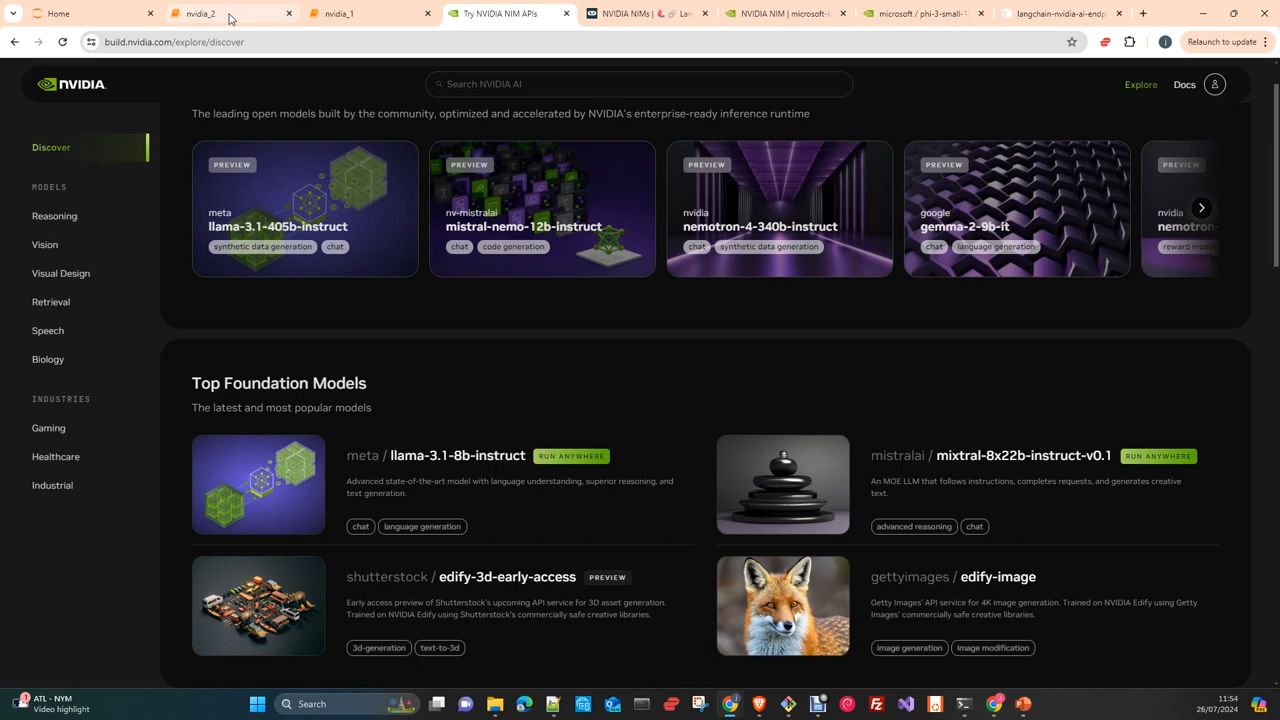 Home
nvidia_2
nvidia_1
Try NVIDIA NIM APIs
NVIDIA NIMs | Lan
NVIDIA NIM | microsoft-
microsoft / phi-3-small-1
langchain-nvidia-ai-endp
build.nvidia.com/explore/discover
Relaunch to update
NVIDIA
Search NVIDIA AI
Explore
Docs
The leading open models built by the community, optimized and accelerated by NVIDIA's enterprise-ready inference runtime
Discover
MODELS
Reasoning
Vision
Visual Design
Retrieval
Speech
Biology
INDUSTRIES
Gaming
Healthcare
Industrial
PREVIEW
meta
llama-3.1-405b-instruct
synthetic data generation
chat
PREVIEW
nv-mistralai
mistral-nemo-12b-instruct
chat
code generation
PREVIEW
nvidia
nemotron-4-340b-instruct
chat
synthetic data generation
PREVIEW
google
gemma-2-9b-it
chat
language generation
PREVIEW
nvidia
nemotron-
reward mode
Top Foundation Models
The latest and most popular models
meta / llama-3.1-8b-instruct RUN ANYWHERE
Advanced state-of-the-art model with language understanding, superior reasoning, and
text generation.
chat
language generation
mistralai / mixtral-8x22b-instruct-v0.1 RUN ANYWHERE
An MOE LLM that follows instructions, completes requests, and generates creative
text.
advanced reasoning
chat
shutterstock / edify-3d-early-access PREVIEW
Early access preview of Shutterstock's upcoming API service for 3D asset generation.
Trained on NVIDIA Edify using Shutterstock's commercially safe creative libraries.
3d-generation
text-to-3d
gettyimages / edify-image
Getty Images' API service for 4K image generation. Trained on NVIDIA Edify using Getty
Images' commercially safe creative libraries.
image generation
image modification
1
ATL - NYM
Video highlight
Search
11:54
26/07/2024